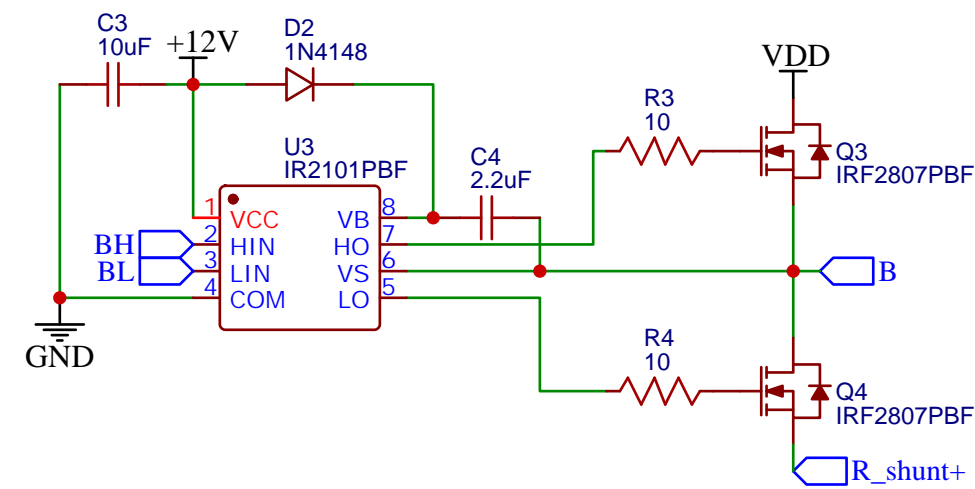 C3
10uF
+12V
D2
1N4148
VDD
R3
10
U3
IR2101PBF
C4
2.2uF
Q3
IRF2807PBF
1
VCC
VB
8
BH
2
HIN
HO
7
BL
3
LIN
VS
6
B
4
COM
LO
5
GND
R4
10
Q4
IRF2807PBF
R_shunt+